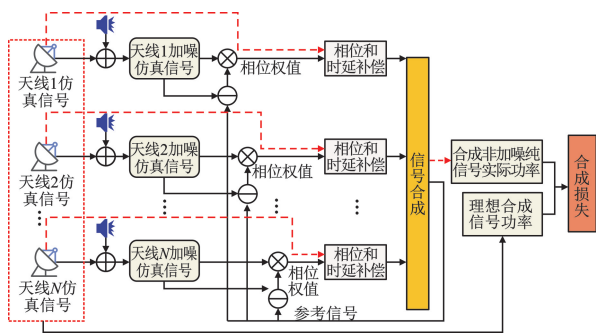 天线1仿
真信号
天线1加噪
仿真信号
相位权值
相位和
时延补偿
天线2仿
真信号
天线2加噪
仿真信号
相位权值
相位和
时延补偿
天线N仿
真信号
天线N加噪
仿真信号
相位
权值
相位和
时延补偿
参考信号
信号合成
合成非加噪纯
信号实际功率
理想合成
信号功率
合成损失